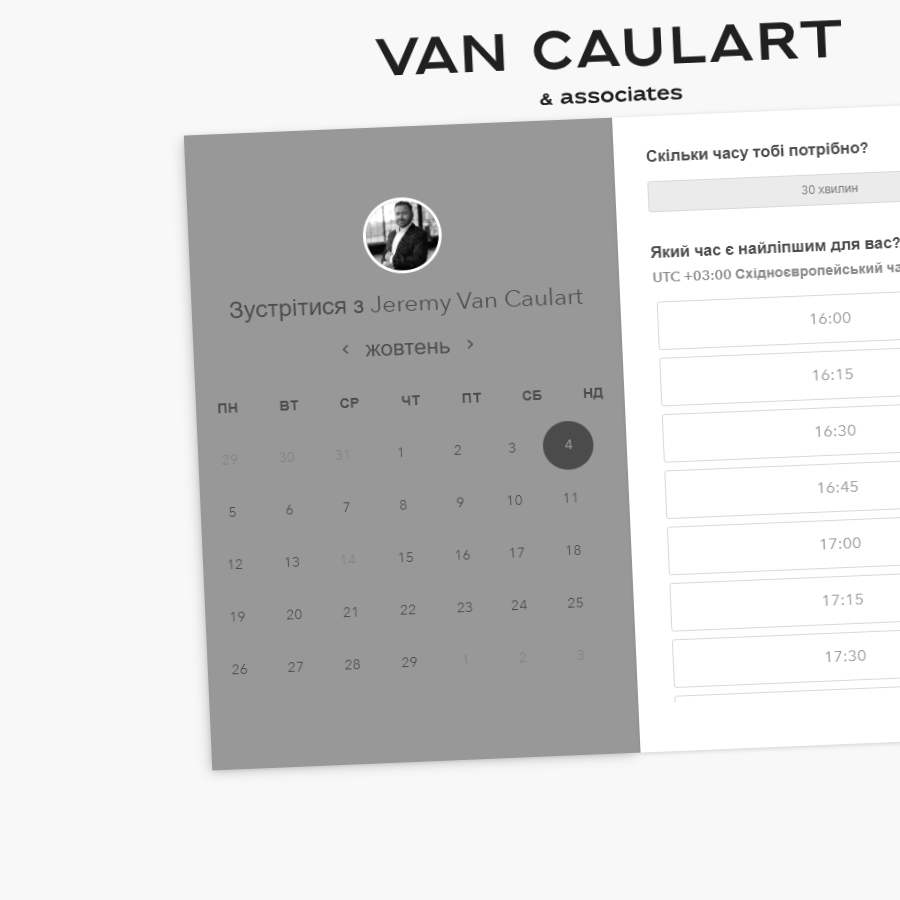 VAN CAULART
& associates
Зустрітися з Jeremy Van Caulart
жовтень
ПН ВТ СР ЧТ ПТ СБ НД
29 30 31 1 2 3 4
5 6 7 8 9 10 11
12 13 14 15 16 17 18
19 20 21 22 23 24 25
26 27 28 29 1 2 3
Скільки часу тобі потрібно?
30 хвилин
Який час є найліпшим для вас?
UTC +03:00 Східноєвропейський
16:00
16:15
16:30
16:45
17:00
17:15
17:30